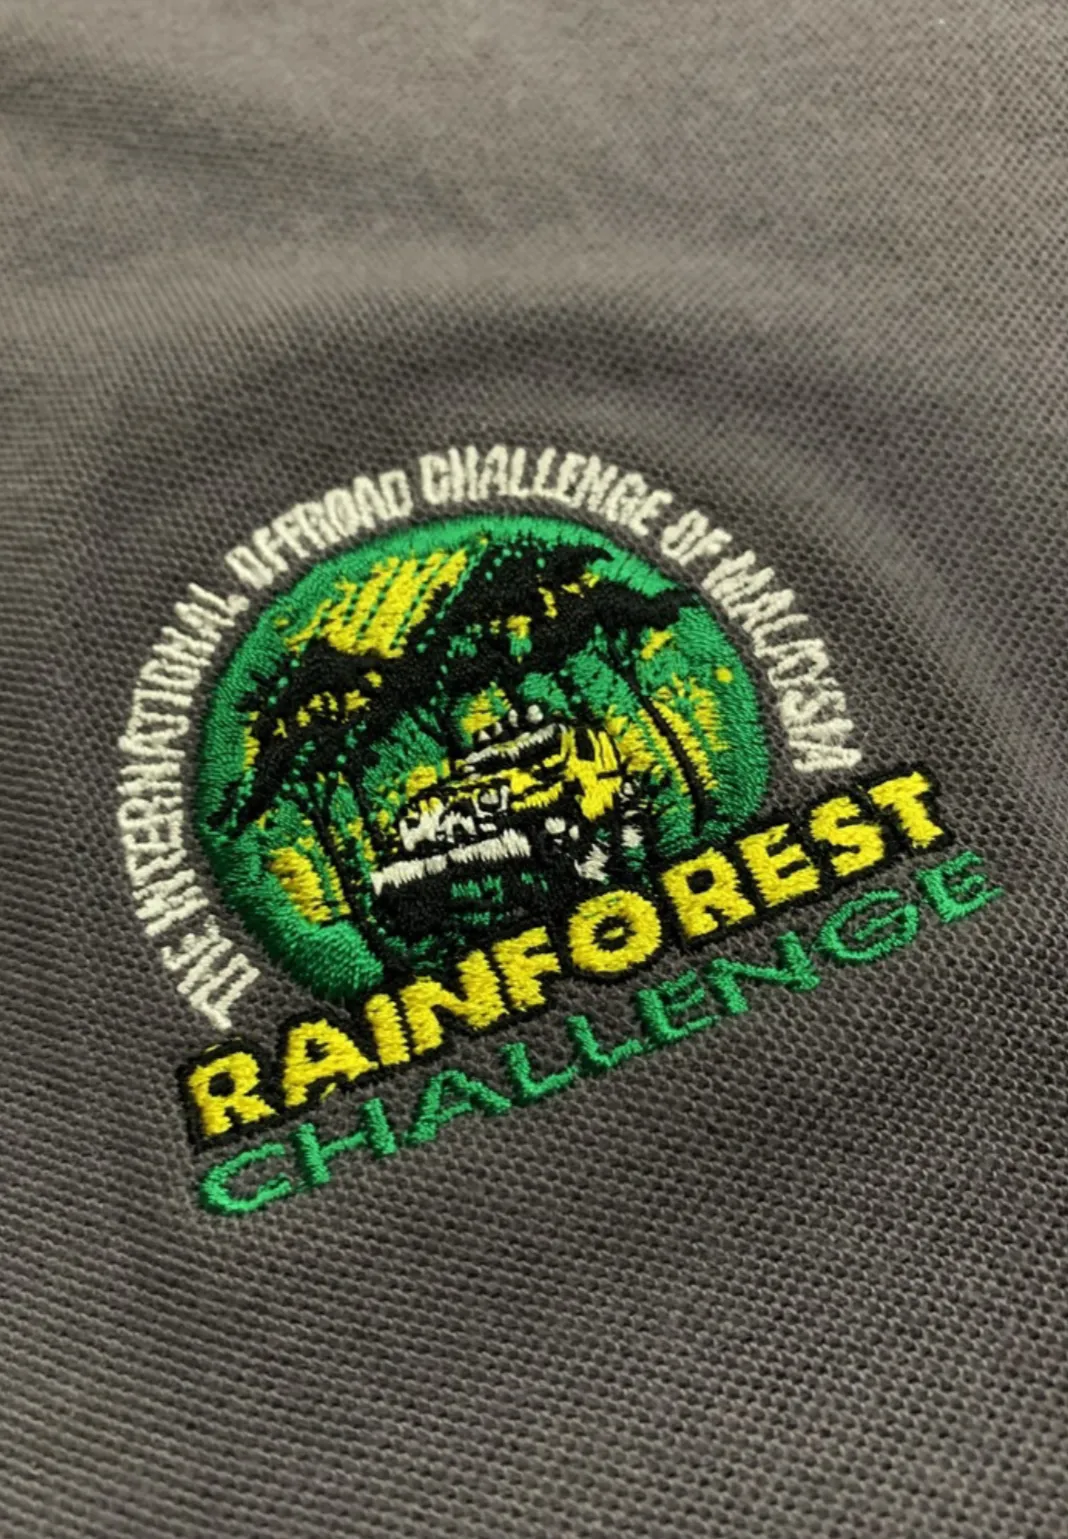 THE INTERNATIONAL OFFROAD CHALLENGE OF MALAYSIA
RAINFOREST
CHALLENGE